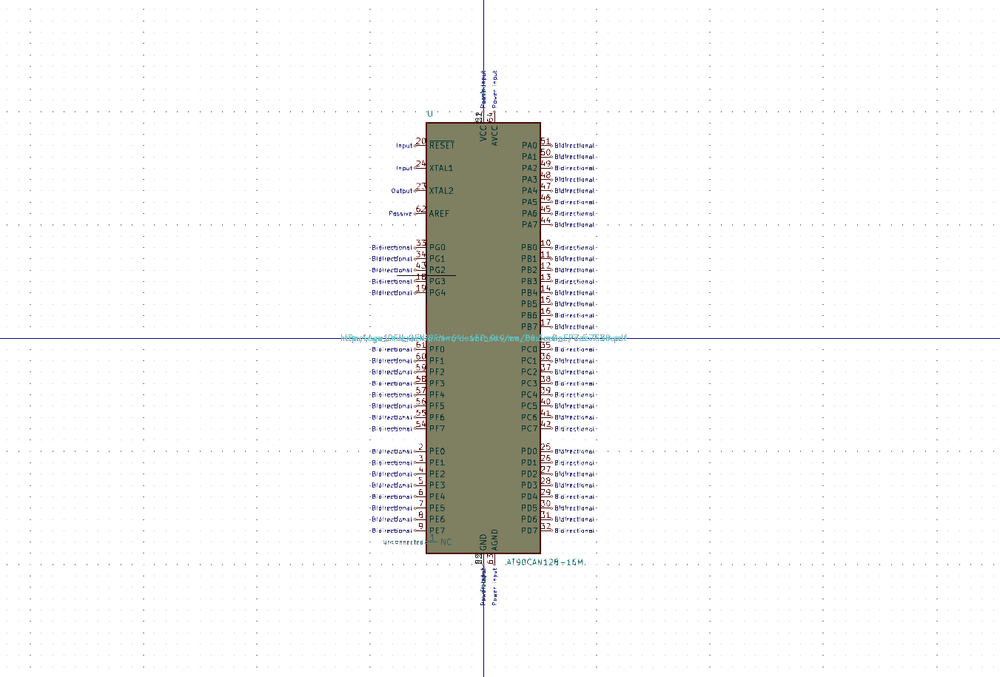 Power Input
U
VCC
64 AVCC
Input 20 RESET
PA0 51 Bidirectional
PA1 50 Bidirectional
Input 24 XTAL1
PA2 49 Bidirectional
PA3 48 Bidirectional
Output 23 XTAL2
PA4 47 Bidirectional
PA5 46 Bidirectional
Passive 62 AREF
PA6 45 Bidirectional
PA7 44 Bidirectional
Bidirectional 33 PG0
PB0 10 Bidirectional
Bidirectional 34 PG1
PB1 11 Bidirectional
Bidirectional 43 PG2
PB2 12 Bidirectional
Bidirectional 18 PG3
PB3 13 Bidirectional
Bidirectional 19 PG4
PB4 14 Bidirectional
PB5 15 Bidirectional
PB6 16 Bidirectional
PB7 17 Bidirectional
Bidirectional 61 PF0
PC0 35 Bidirectional
Bidirectional 60 PF1
PC1 36 Bidirectional
Bidirectional 59 PF2
PC2 37 Bidirectional
Bidirectional 58 PF3
PC3 38 Bidirectional
Bidirectional 57 PF4
PC4 39 Bidirectional
Bidirectional 56 PF5
PC5 40 Bidirectional
Bidirectional 55 PF6
PC6 41 Bidirectional
Bidirectional 54 PF7
PC7 42 Bidirectional
Bidirectional 2 PE0
PD0 25 Bidirectional
Bidirectional 3 PE1
PD1 26 Bidirectional
Bidirectional 4 PE2
PD2 27 Bidirectional
Bidirectional 5 PE3
PD3 28 Bidirectional
Bidirectional 6 PE4
PD4 29 Bidirectional
Bidirectional 7 PE5
PD5 30 Bidirectional
Bidirectional 8 PE6
PD6 31 Bidirectional
Bidirectional 9 PE7
PD7 32 Bidirectional
Unconnected 1 NC
GND
63 AGND
AT90CAN128-16M
Power Input